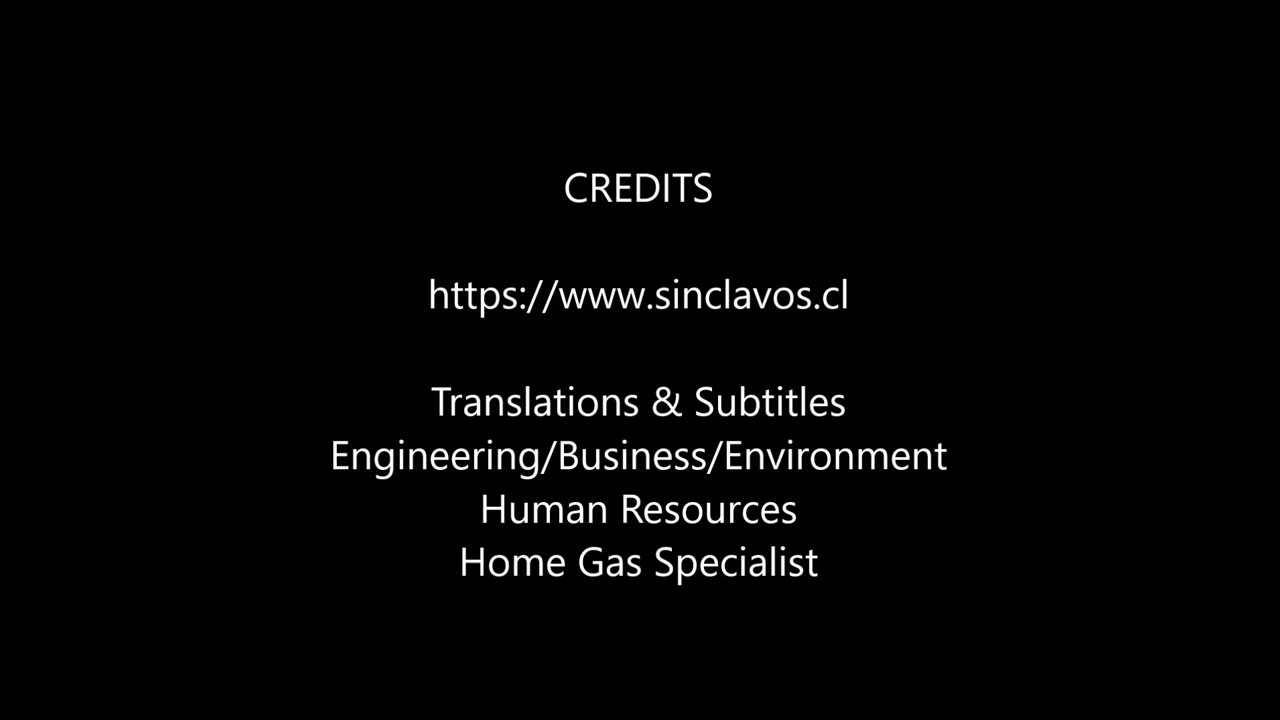 CREDITS
https://www.sinclavos.cl
Translations & Subtitles
Engineering/Business/Environment
Human Resources
Home Gas Specialist